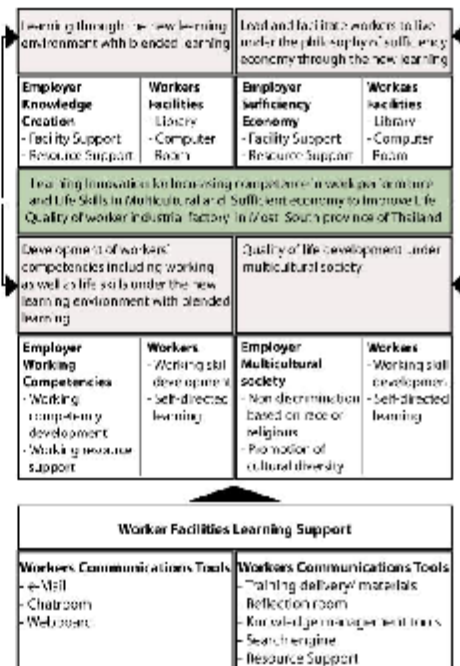 Learning through the new learning
environment with blended learning
Lead and facilitate workers to live
under the philosophy of sufficiency
economy through the new learning
Employer
Knowledge
Creation
- Facility Support
- Resource Support
Workers
Facilities
- Library
- Computer
Room
Employer
Sufficiency
Economy
- Facility Support
- Resource Support
Workers
Facilities
- Library
- Computer
Room
Learning Innovation for Increasing competence in work performance
and Life Skills in Multicultural and Sufficient economy to Improve Life
Quality of worker industrial factory in Most South province of Thailand
Development of workers'
competencies including working
as well as life skills under the new
learning environment with blended
learning
Quality of life development under
multicultural society
Employer
Working
Competencies
- Working
competency
development
- Working resource
support
Workers
- Working skill
development
- Self-directed
learning
Employer
Multicultural
society
- Non discrimination
based on race or
religious
- Promotion of
cultural diversity
Workers
- Working skill
development
- Self-directed
learning
Worker Facilities Learning Support
Workers Communications Tools
- e-Mail
- Chatroom
- Webboard
Workers Communications Tools
- Training delivery/ materials
- Reflection room
- Knowledge management tools
- Search engine
- Resource Support